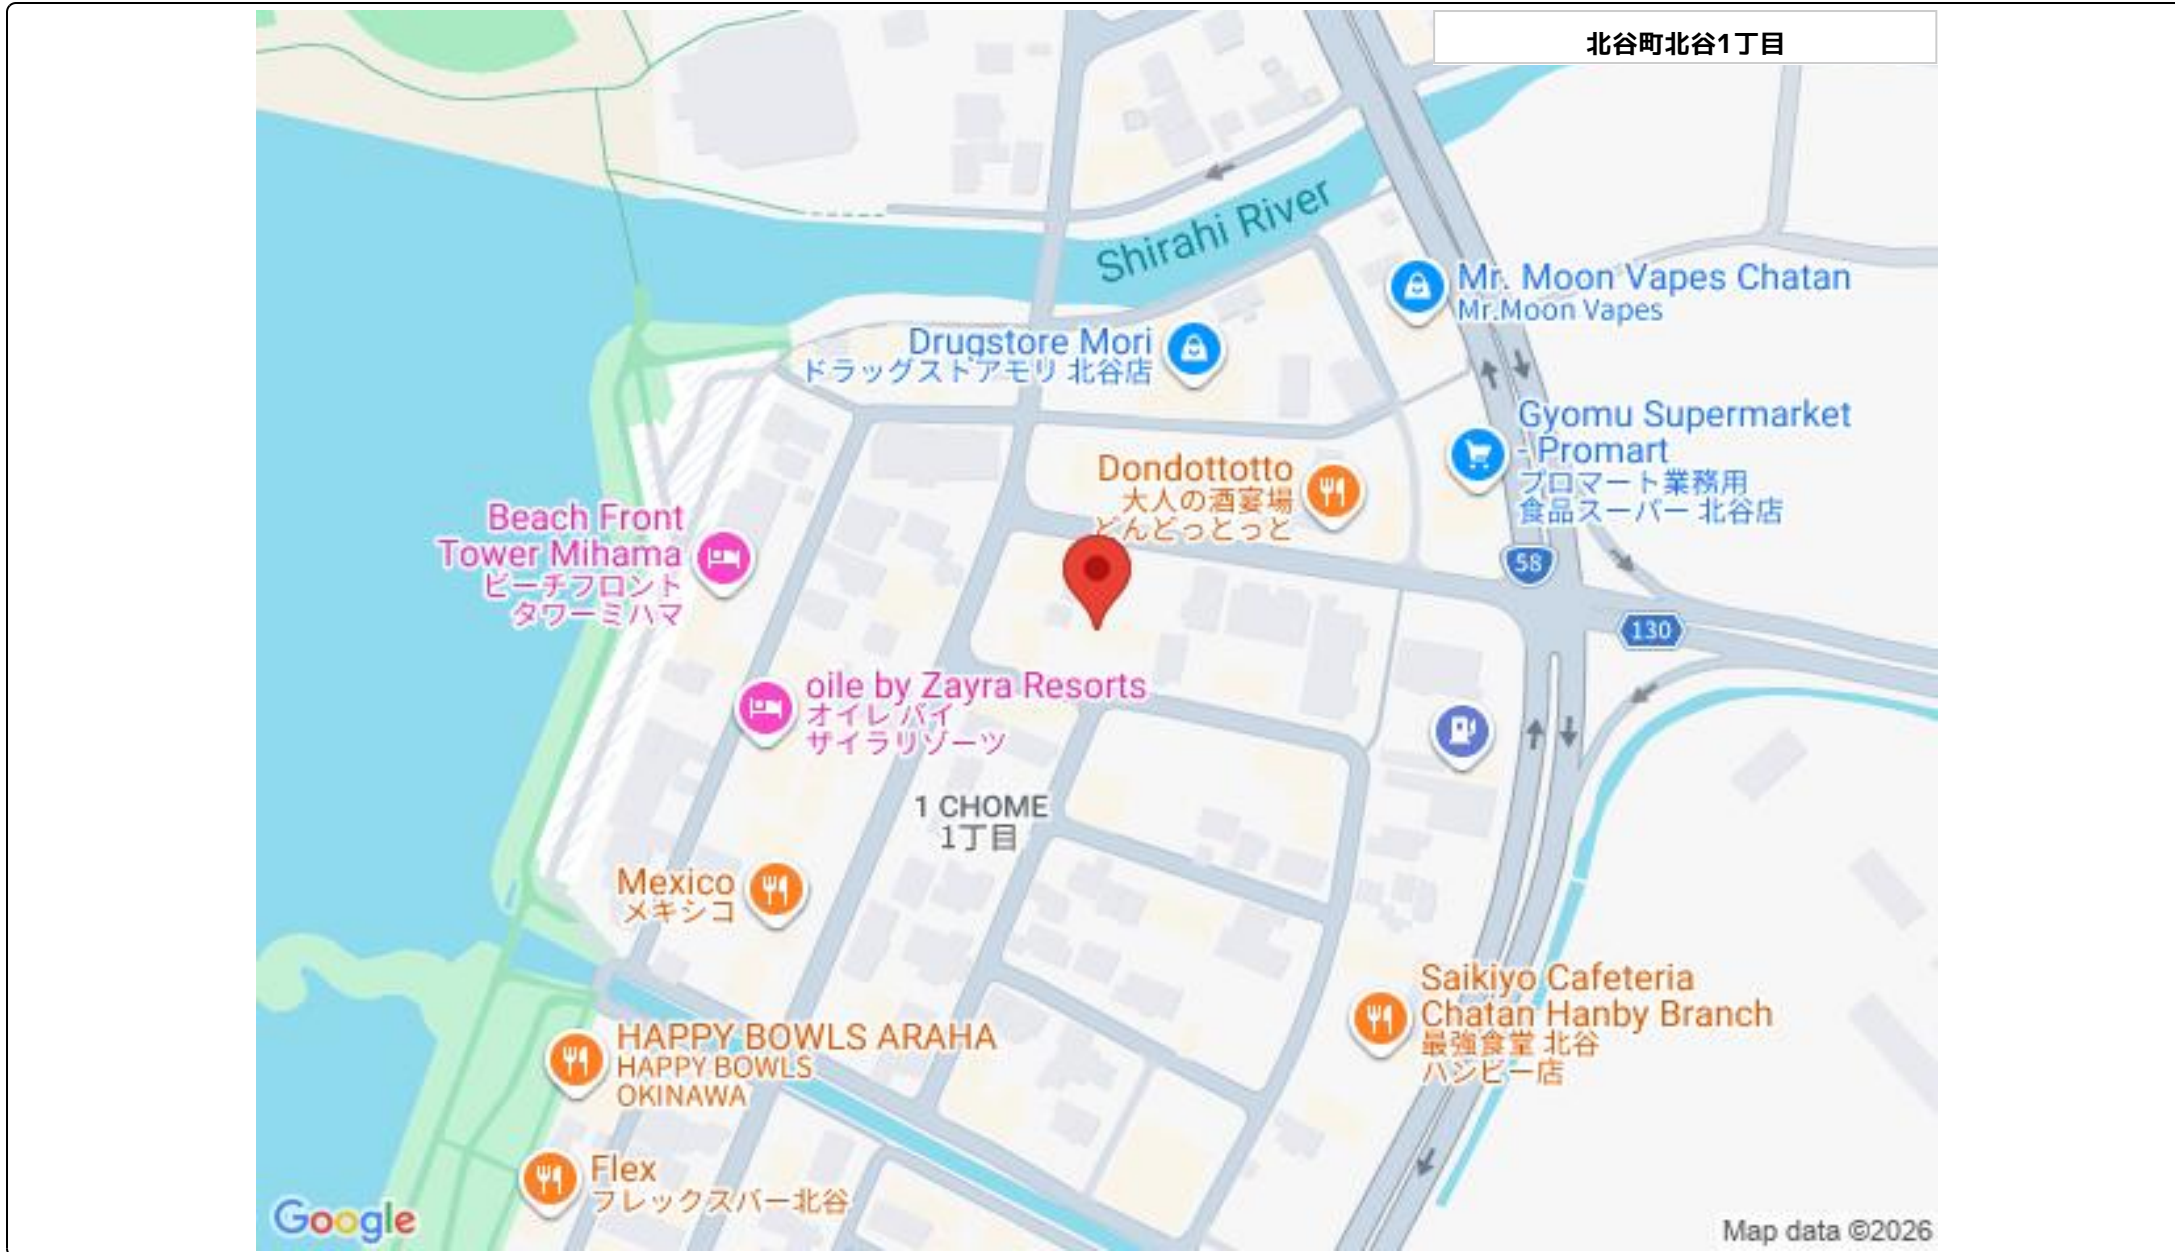 北谷町北谷1丁目
Shirahi River
Mr. Moon Vapes Chatan
Mr.Moon Vapes
Drugstore Mori
ドラッグストアモリ 北谷店
Gyomu Supermarket
- Promart
プロマート業務用
食品スーパー 北谷店
Dondottotto
大人の酒宴場
どんどっとっと
Beach Front
Tower Mihama
ビーチフロント
タワーミハマ
58
130
oile by Zayra Resorts
オイレ バイ
ザイラリゾーツ
1 CHOME
1丁目
Mexico
メキシコ
Saikiyo Cafeteria
Chatan Hanby Branch
最強食堂 北谷
ハンビー店
HAPPY BOWLS ARAHA
HAPPY BOWLS
OKINAWA
Flex
フレックスバー北谷
Google
Map data ©2026